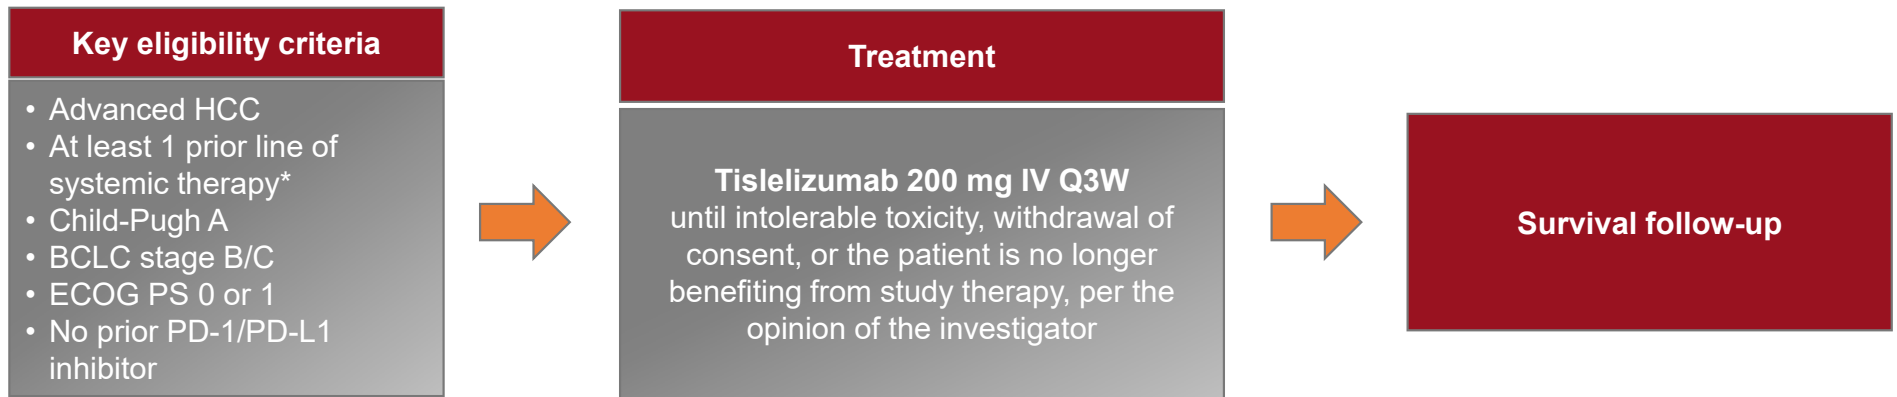 Key eligibility criteria
• Advanced HCC
• At least 1 prior line of
systemic therapy*
• Child-Pugh A
• BCLC stage B/C
• ECOG PS 0 or 1
• No prior PD-1/PD-L1
inhibitor
Treatment
Tislelizumab 200 mg IV Q3W
until intolerable toxicity, withdrawal of
consent, or the patient is no longer
benefiting from study therapy, per the
opinion of the investigator
Survival follow-up